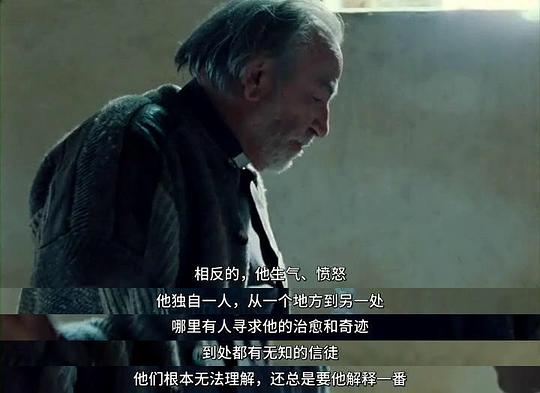 相反的，他生气、愤怒
他独自一人，从一个地方到另一处
哪里有人寻求他的治愈和奇迹
到处都有无知的信徒
他们根本无法理解，还总是要他解释一番